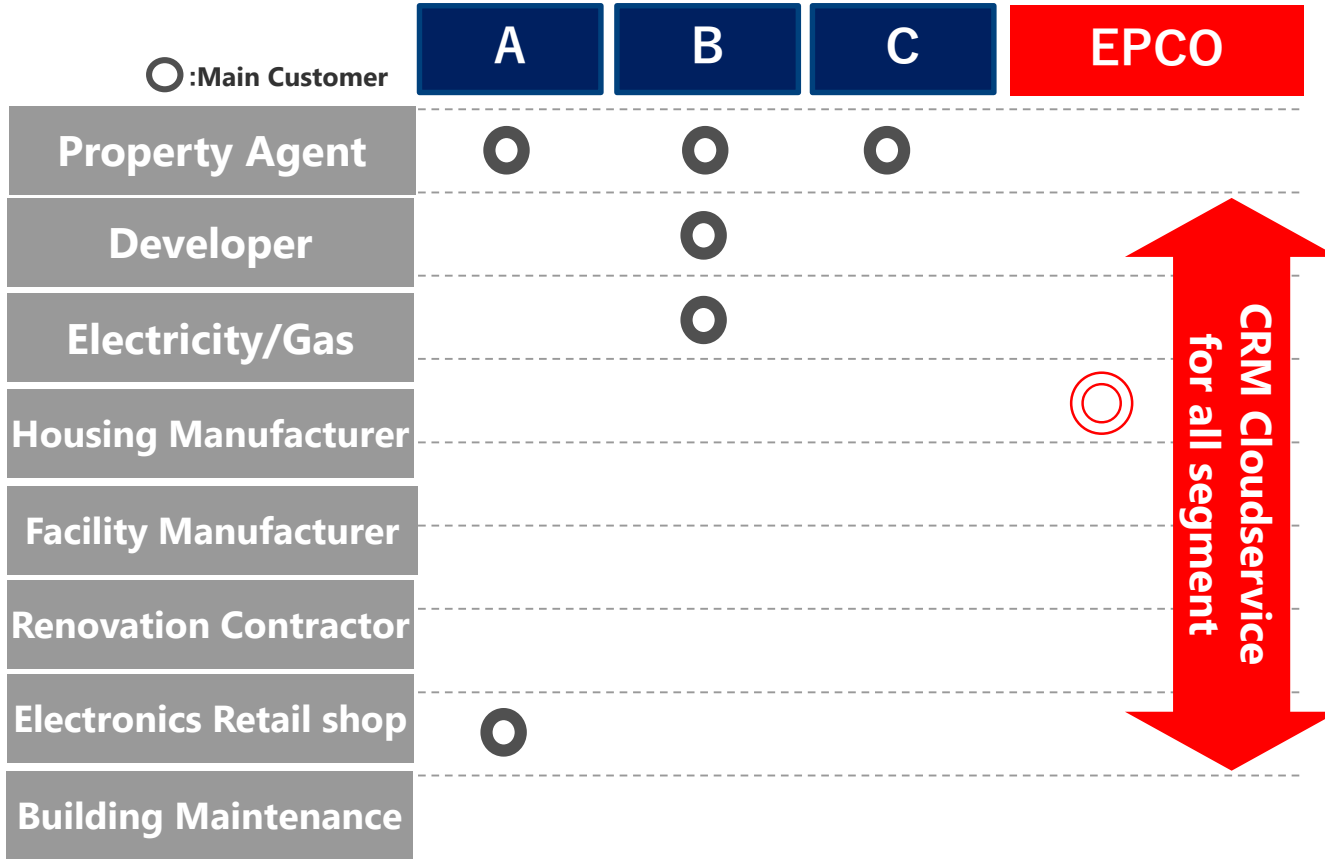 A
B
C
EPCO
:Main Customer
Property Agent
Developer
Electricity/Gas
Housing Manufacturer
Facility Manufacturer
Renovation Contractor
Electronics Retail shop
Building Maintenance
CRM Cloudservice
for all segment